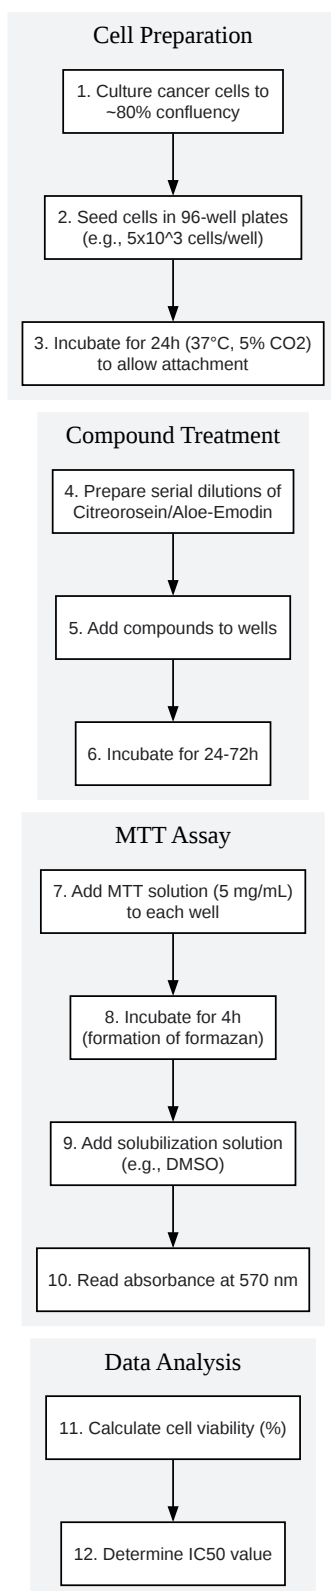 Cell Preparation
1. Culture cancer cells to
~80% confluency
2. Seed cells in 96-well plates
(e.g., 5x10^3 cells/well)
3. Incubate for 24h (37°C, 5% CO2)
to allow attachment
Compound Treatment
4. Prepare serial dilutions of
Citreorosein/Aloe-Emodin
5. Add compounds to wells
6. Incubate for 24-72h
MTT Assay
7. Add MTT solution (5 mg/mL)
to each well
8. Incubate for 4h
(formation of formazan)
9. Add solubilization solution
(e.g., DMSO)
10. Read absorbance at 570 nm
Data Analysis
11. Calculate cell viability (%)
12. Determine IC50 value